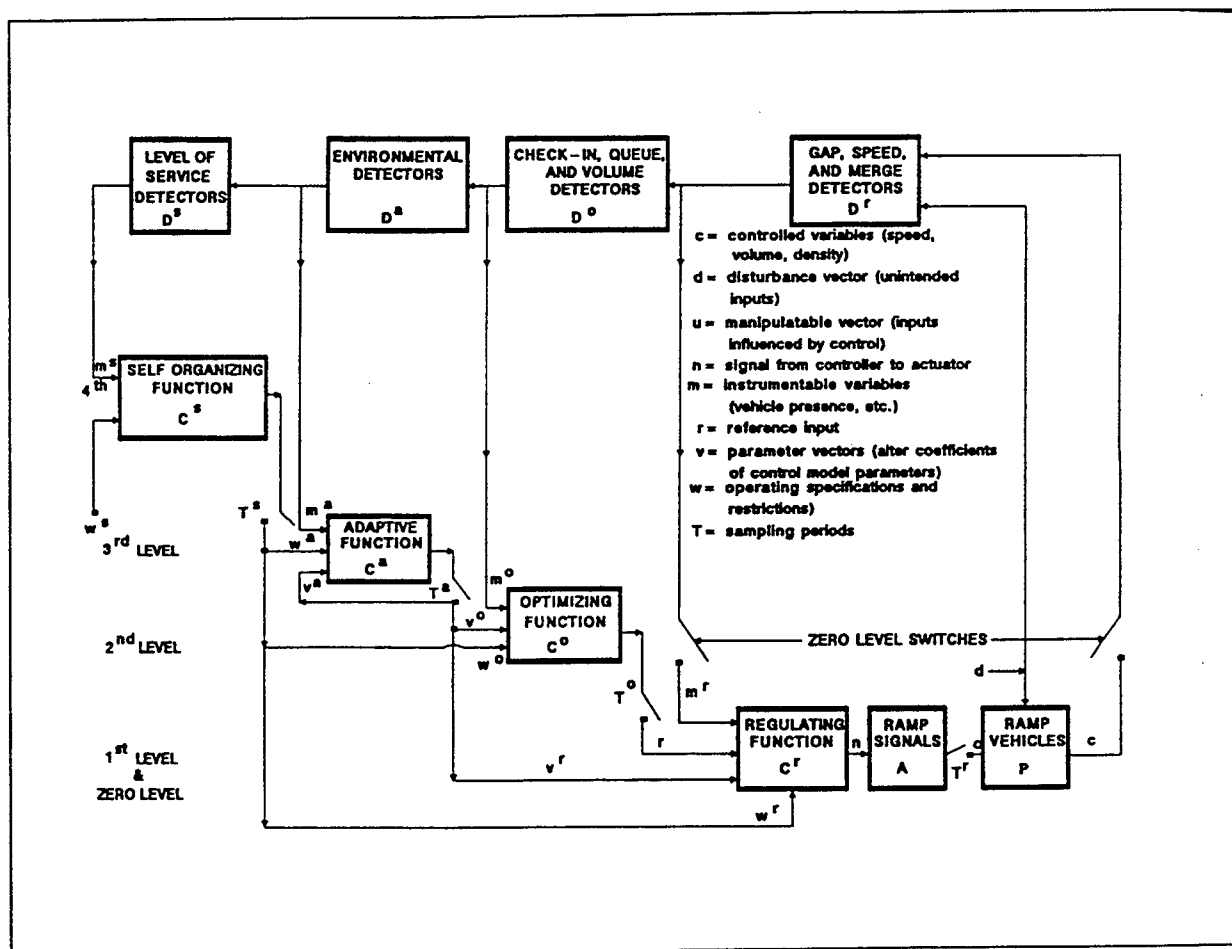 LEVEL OF
SERVICE
DETECTORS
D^s
ENVIRONMENTAL
DETECTORS
D^a
CHECK-IN, QUEUE,
AND VOLUME
DETECTORS
D^o
GAP, SPEED,
AND MERGE
DETECTORS
D^r
c = controlled variables (speed,
volume, density)
d = disturbance vector (unintended
inputs)
u = manipulatable vector (inputs
influenced by control)
n = signal from controller to actuator
m = instrumentable variables
(vehicle presence, etc.)
r = reference input
v = parameter vectors (alter coefficients
of control model parameters)
w = operating specifications and
restrictions)
T = sampling periods
m^s
4^th
SELF ORGANIZING
FUNCTION
C^s
w^s
3^rd LEVEL
T^s
m^a
w^a
v^a
ADAPTIVE
FUNCTION
C^a
T^a
m^o
v^o
w^o
OPTIMIZING
FUNCTION
C^o
2^nd LEVEL
ZERO LEVEL SWITCHES
T^o
m^r
d
r
v^r
w^r
REGULATING
FUNCTION
C^r
n
RAMP
SIGNALS
A
T^r
RAMP
VEHICLES
P
c
1^st LEVEL
&
ZERO LEVEL